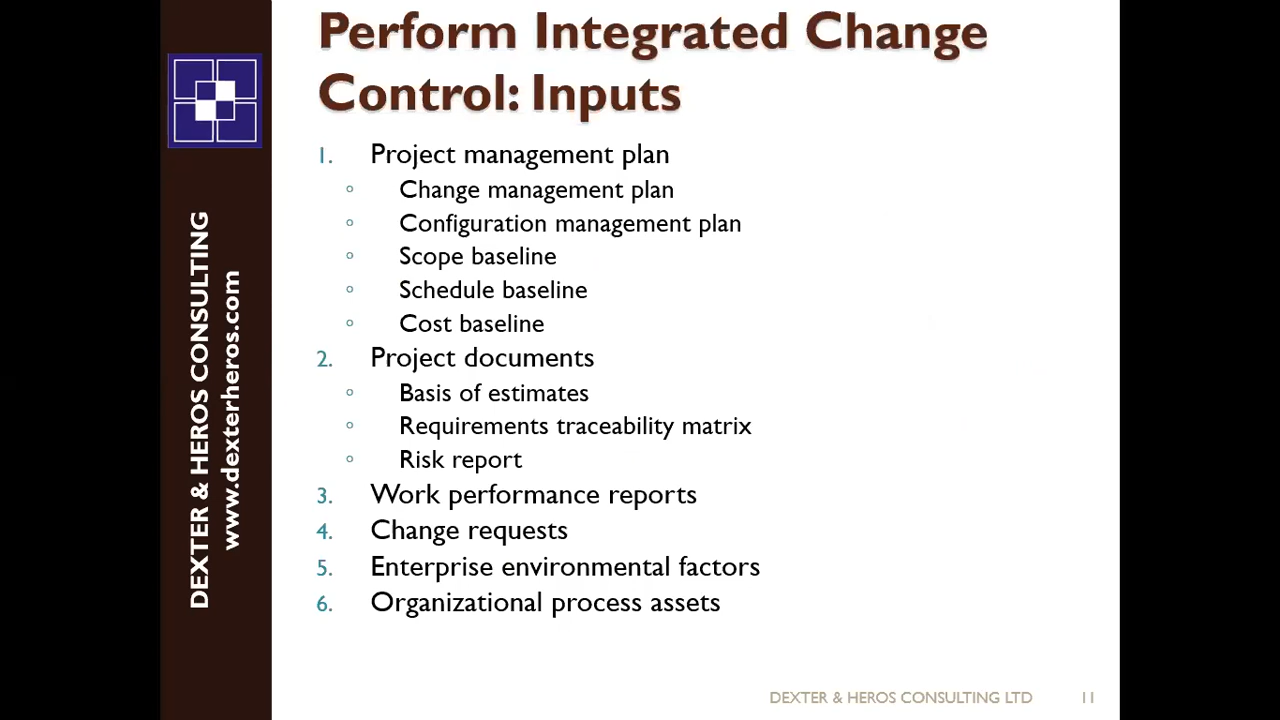 Perform Integrated Change
Control: Inputs
1. Project management plan
◦ Change management plan
◦ Configuration management plan
◦ Scope baseline
◦ Schedule baseline
◦ Cost baseline
2. Project documents
◦ Basis of estimates
◦ Requirements traceability matrix
◦ Risk report
3. Work performance reports
4. Change requests
5. Enterprise environmental factors
6. Organizational process assets
DEXTER & HEROS CONSULTING
www.dexterheros.com
DEXTER & HEROS CONSULTING LTD 11